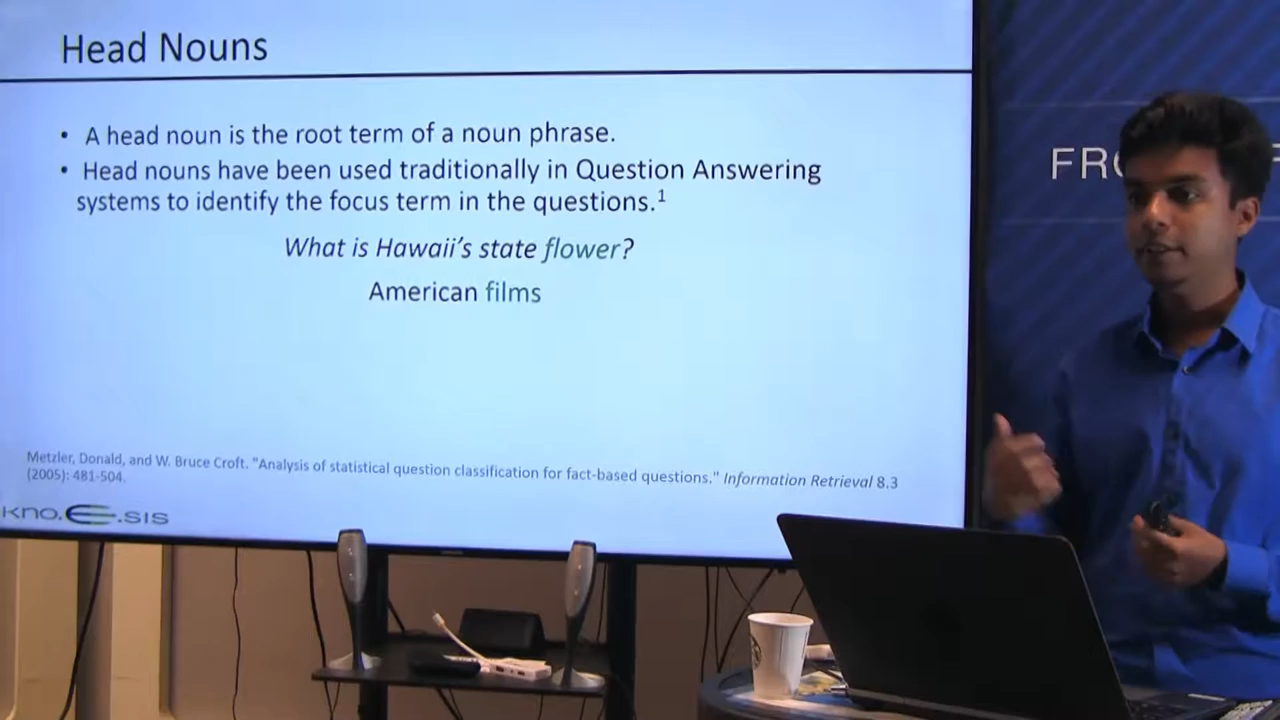 Head Nouns
• A head noun is the root term of a noun phrase.
• Head nouns have been used traditionally in Question Answering
systems to identify the focus term in the questions.1
What is Hawaii's state flower?
American films
Metzler, Donald, and W. Bruce Croft. "Analysis of statistical question classification for fact-based questions." Information Retrieval 8.3
(2005): 481-504.
kno.e.sis